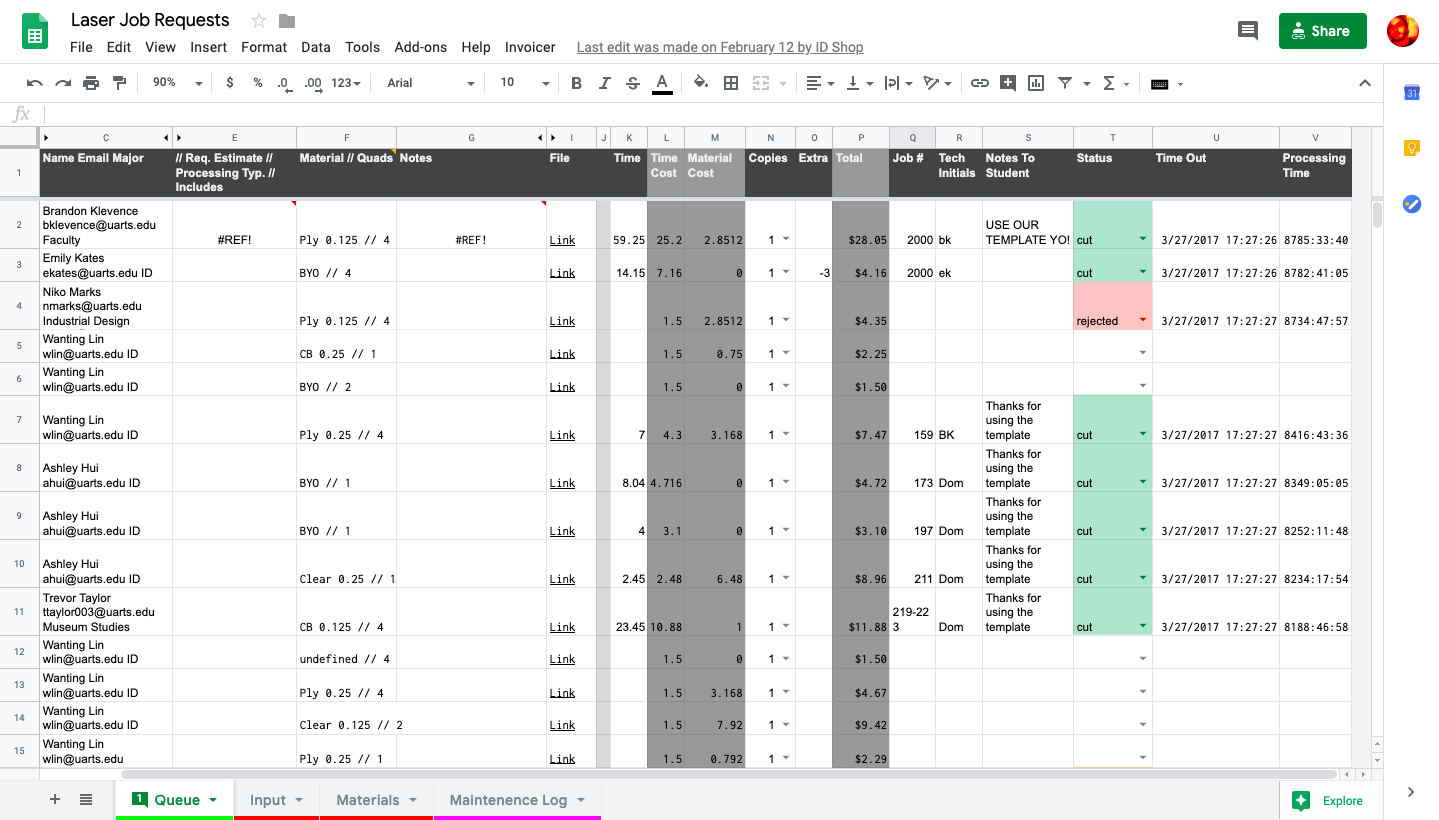 Laser Job Requests
File Edit View Insert Format Data Tools Add-ons Help Invoicer Last edit was made on February 12 by ID Shop
Share
90% $ % .0 .00 123 Arial 10 B I S A Σ
31
fx
C E F G I J K L M N O P Q R S T U V
1 Name Email Major // Req. Estimate // Material // Quads Notes File Time Time Material Copies Extra Total Job # Tech Notes To Status Time Out Processing
Processing Typ. // Cost Cost Initials Student Time
Includes
2 Brandon Klevence
bklevence@uarts.edu USE OUR
Faculty #REF! Ply 0.125 // 4 #REF! Link 59.25 25.2 2.8512 1 $28.05 2000 bk TEMPLATE YO! cut 3/27/2017 17:27:26 8785:33:40
3 Emily Kates
ekates@uarts.edu ID BYO // 4 Link 14.15 7.16 0 1 -3 $4.16 2000 ek cut 3/27/2017 17:27:26 8782:41:05
4 Niko Marks
nmarks@uarts.edu
Industrial Design Ply 0.125 // 4 Link 1.5 2.8512 1 $4.35 rejected 3/27/2017 17:27:27 8734:47:57
5 Wanting Lin
wlin@uarts.edu ID CB 0.25 // 1 Link 1.5 0.75 1 $2.25
6 Wanting Lin
wlin@uarts.edu ID BYO // 2 Link 1.5 0 1 $1.50
Thanks for
7 Wanting Lin using the
wlin@uarts.edu ID Ply 0.25 // 4 Link 7 4.3 3.168 1 $7.47 159 BK template cut 3/27/2017 17:27:27 8416:43:36
Thanks for
8 Ashley Hui using the
ahui@uarts.edu ID BYO // 1 Link 8.04 4.716 0 1 $4.72 173 Dom template cut 3/27/2017 17:27:27 8349:05:05
Thanks for
9 Ashley Hui using the
ahui@uarts.edu ID BYO // 1 Link 4 3.1 0 1 $3.10 197 Dom template cut 3/27/2017 17:27:27 8252:11:48
Thanks for
10 Ashley Hui using the
ahui@uarts.edu ID Clear 0.25 // 1 Link 2.45 2.48 6.48 1 $8.96 211 Dom template cut 3/27/2017 17:27:27 8234:17:54
Trevor Taylor Thanks for
11 ttaylor003@uarts.edu 219-22 using the
Museum Studies CB 0.125 // 4 Link 23.45 10.88 1 1 $11.88 3 Dom template cut 3/27/2017 17:27:27 8188:46:58
12 Wanting Lin
wlin@uarts.edu ID undefined // 4 Link 1.5 0 1 $1.50
13 Wanting Lin
wlin@uarts.edu ID Ply 0.25 // 4 Link 1.5 3.168 1 $4.67
14 Wanting Lin
wlin@uarts.edu ID Clear 0.125 // 2 Link 1.5 7.92 1 $9.42
15 Wanting Lin
wlin@uarts.edu Ply 0.25 // 1 Link 1.5 0.792 1 $2.29
1 Queue Input Materials Maintenence Log Explore